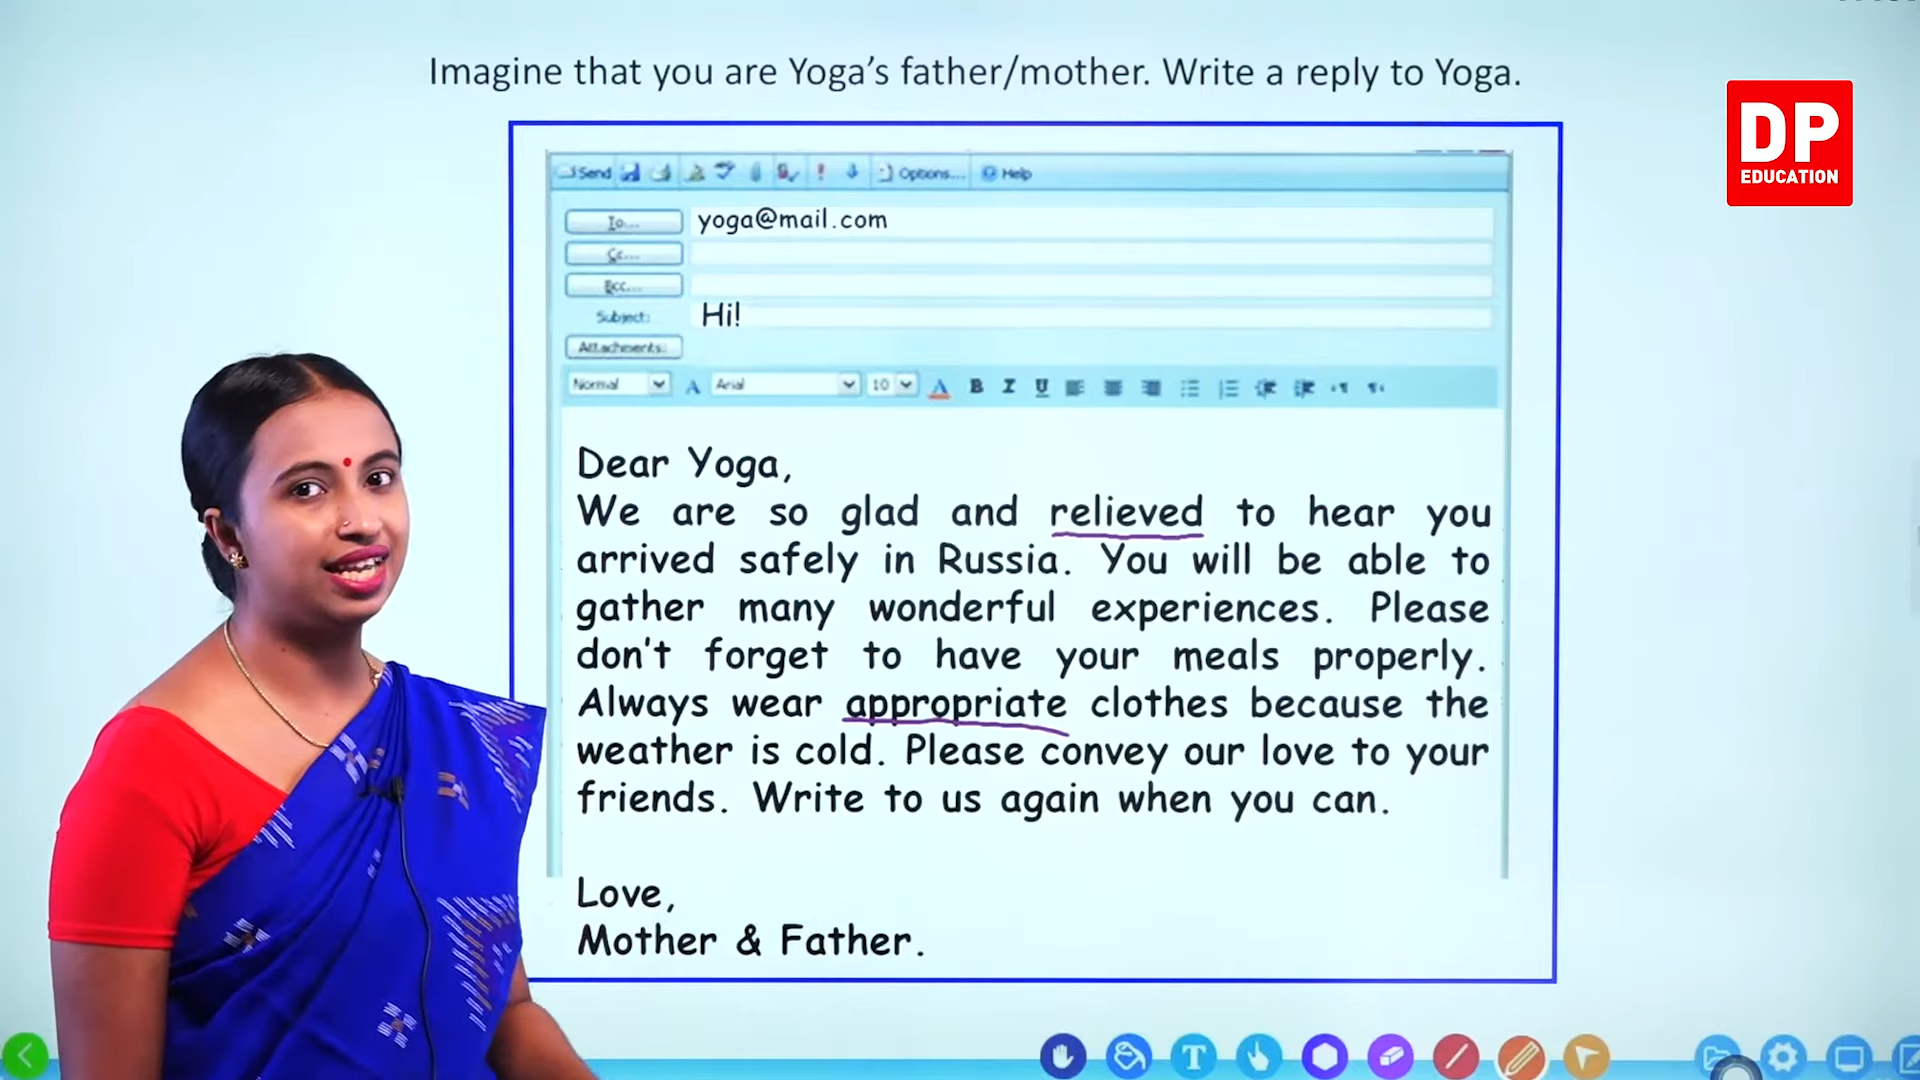 Imagine that you are Yoga's father/mother. Write a reply to Yoga.
DP
EDUCATION
Send
Options...
Help
To...
yoga@mail.com
Cc...
Bcc...
Subject:
Hi!
Attachments:
Normal
A
Arial
10
A
B
I
U
Dear Yoga,
We are so glad and relieved to hear you
arrived safely in Russia. You will be able to
gather many wonderful experiences. Please
don't forget to have your meals properly.
Always wear appropriate clothes because the
weather is cold. Please convey our love to your
friends. Write to us again when you can.
Love,
Mother & Father.
T